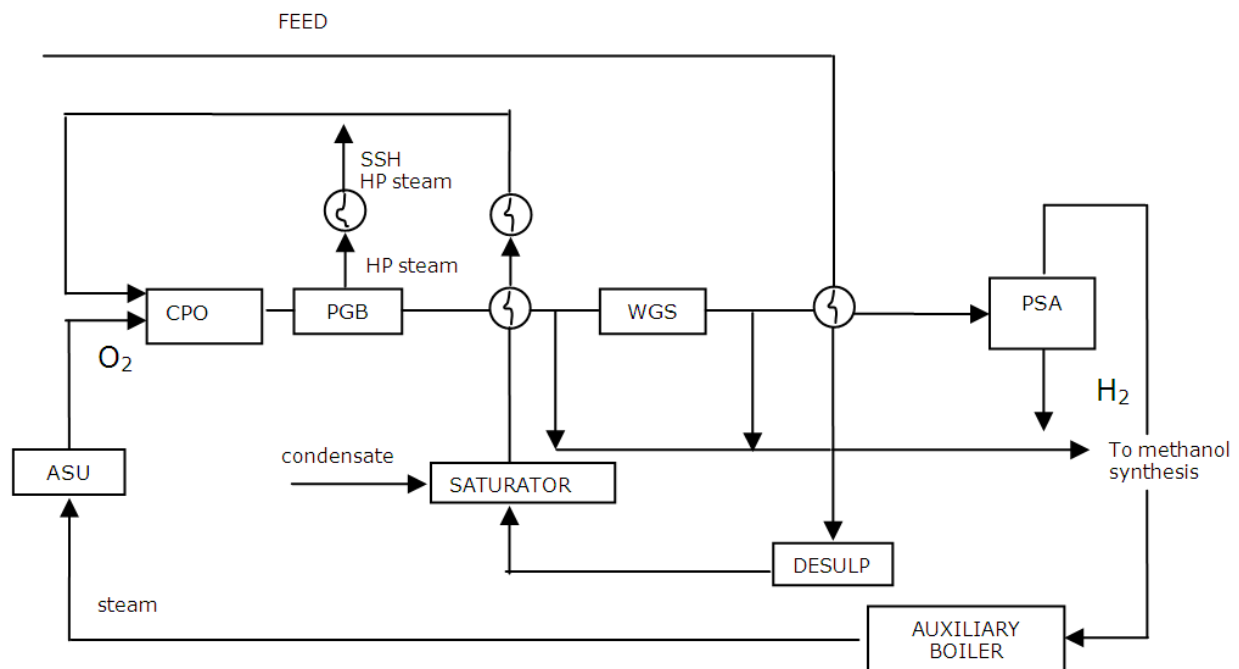 FEED
SSH
HP steam
HP steam
CPO
PGB
WGS
PSA
O₂
H₂
condensate
To methanol
synthesis
ASU
SATURATOR
DESULP
steam
AUXILIARY
BOILER